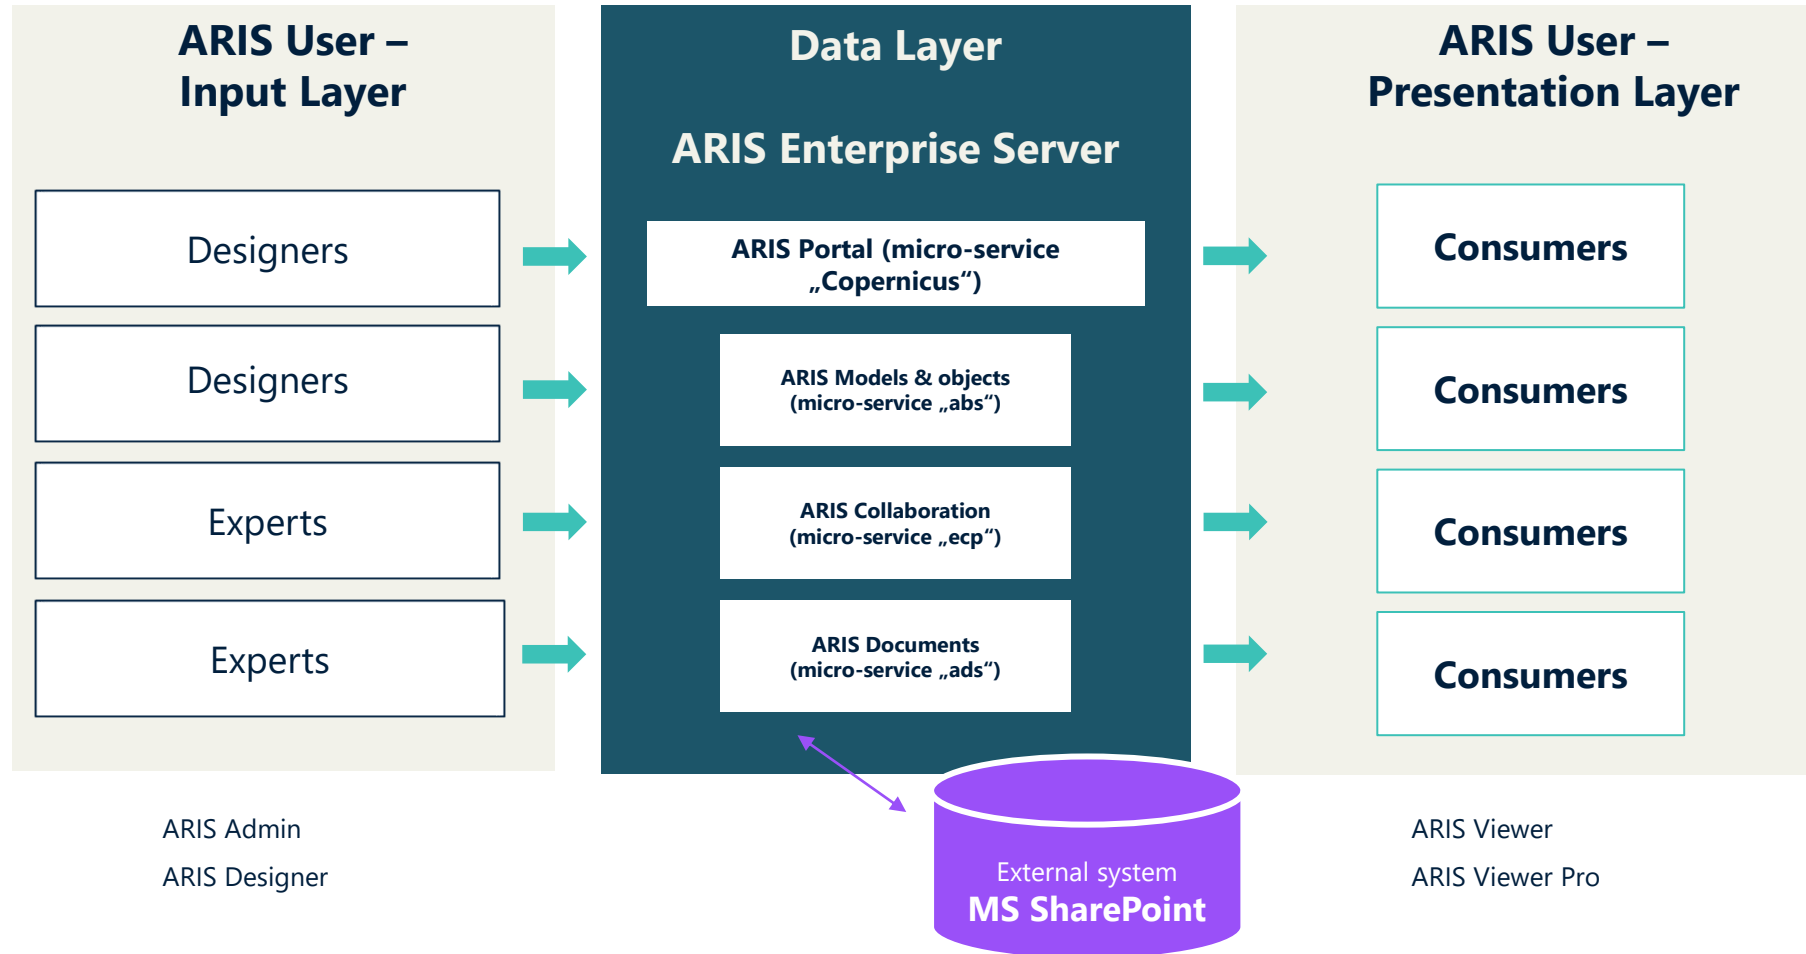 ARIS User –
Input Layer
Designers
Designers
Experts
Experts
ARIS Admin
ARIS Designer
Data Layer
ARIS Enterprise Server
ARIS Portal (micro-service
„Copernicus“)
ARIS Models & objects
(micro-service „abs“)
ARIS Collaboration
(micro-service „ecp“)
ARIS Documents
(micro-service „ads“)
External system
MS SharePoint
ARIS User –
Presentation Layer
Consumers
Consumers
Consumers
Consumers
ARIS Viewer
ARIS Viewer Pro